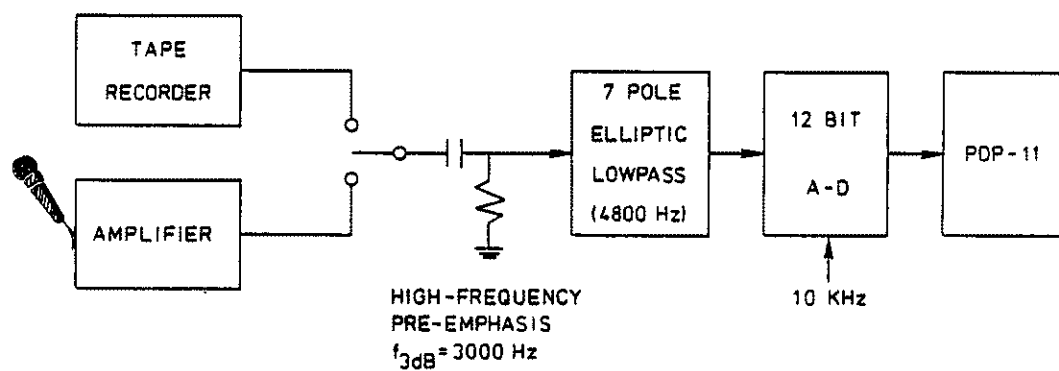 TAPE
RECORDER
AMPLIFIER
HIGH-FREQUENCY
PRE-EMPHASIS
f3dB = 3000 Hz
7 POLE
ELLIPTIC
LOWPASS
(4800 Hz)
12 BIT
A-D
10 KHz
PDP-11